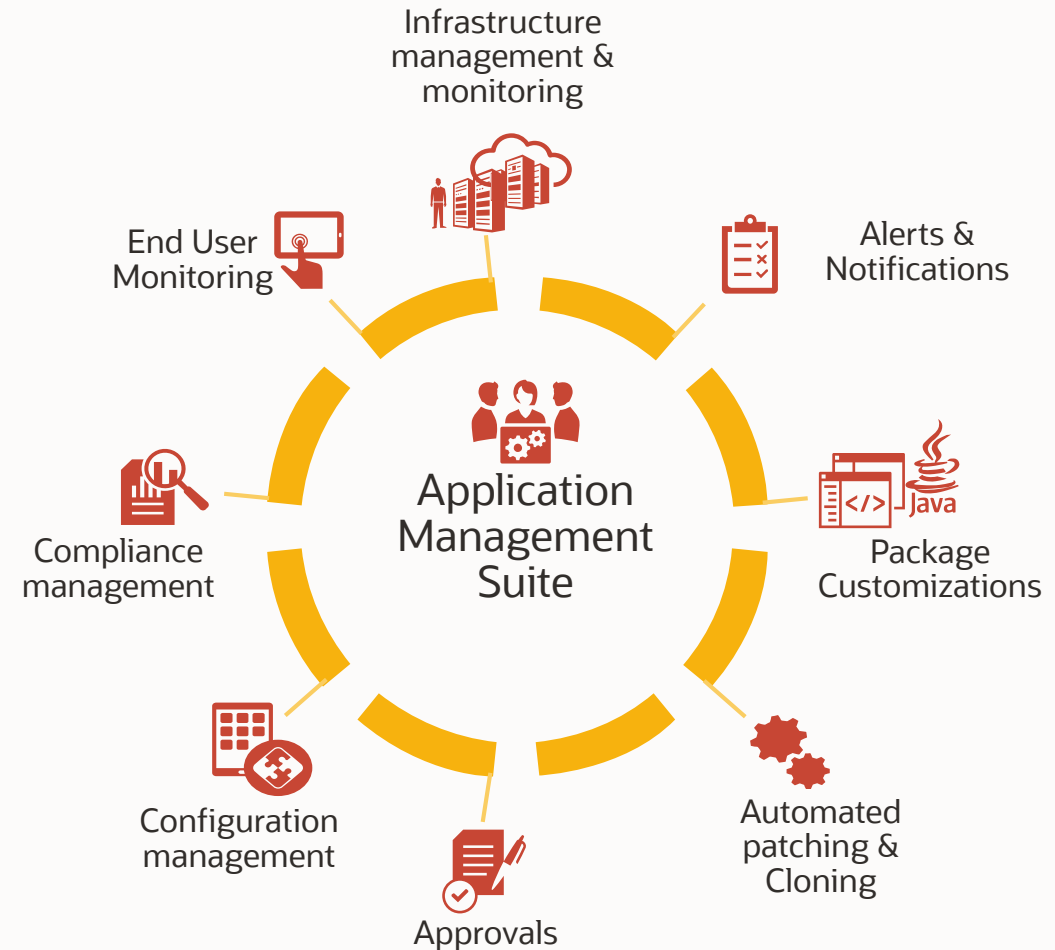 Infrastructure
management &
monitoring
End User
Monitoring
Alerts &
Notifications
Application
Management
Suite
</>
Java
Compliance
management
Package
Customizations
Configuration
management
Automated
patching &
Cloning
Approvals